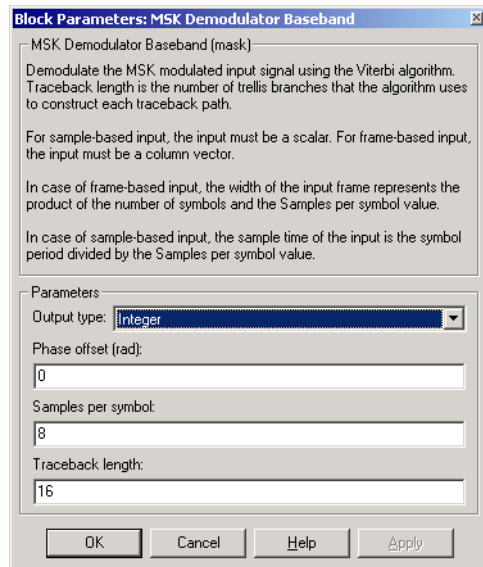 Block Parameters: MSK Demodulator Baseband
MSK Demodulator Baseband (mask)
Demodulate the MSK modulated input signal using the Viterbi algorithm.
Traceback length is the number of trellis branches that the algorithm uses
to construct each traceback path.
For sample-based input, the input must be a scalar. For frame-based input,
the input must be a column vector.
In case of frame-based input, the width of the input frame represents the
product of the number of symbols and the Samples per symbol value.
In case of sample-based input, the sample time of the input is the symbol
period divided by the Samples per symbol value.
Parameters
Output type: Integer
Phase offset (rad):
0
Samples per symbol:
8
Traceback length:
16
OK Cancel Help Apply